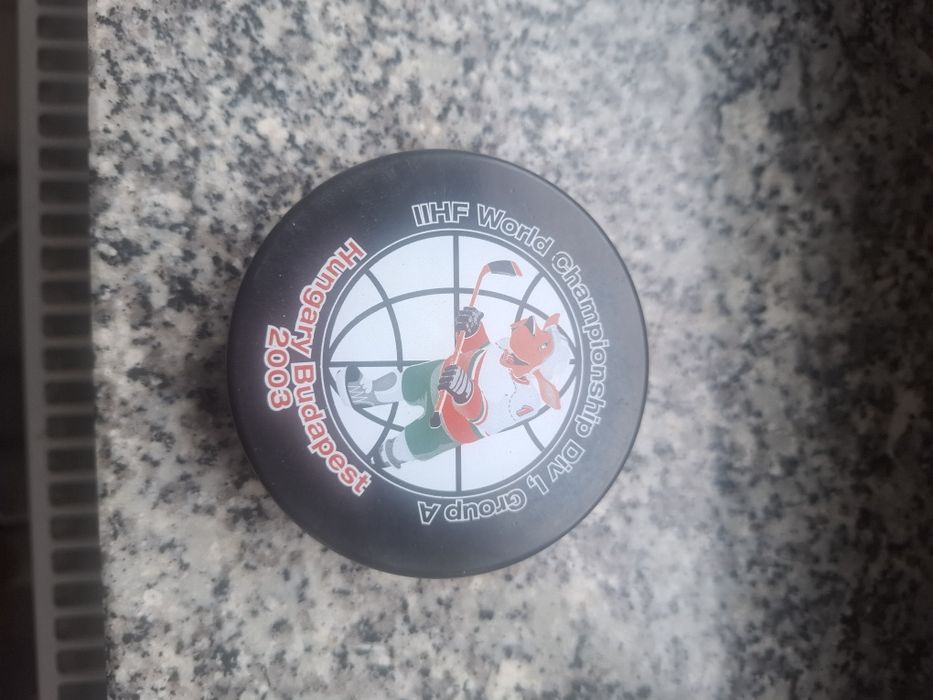 IIHF World Championship Div I, Group A
Hungary Budapest
2003